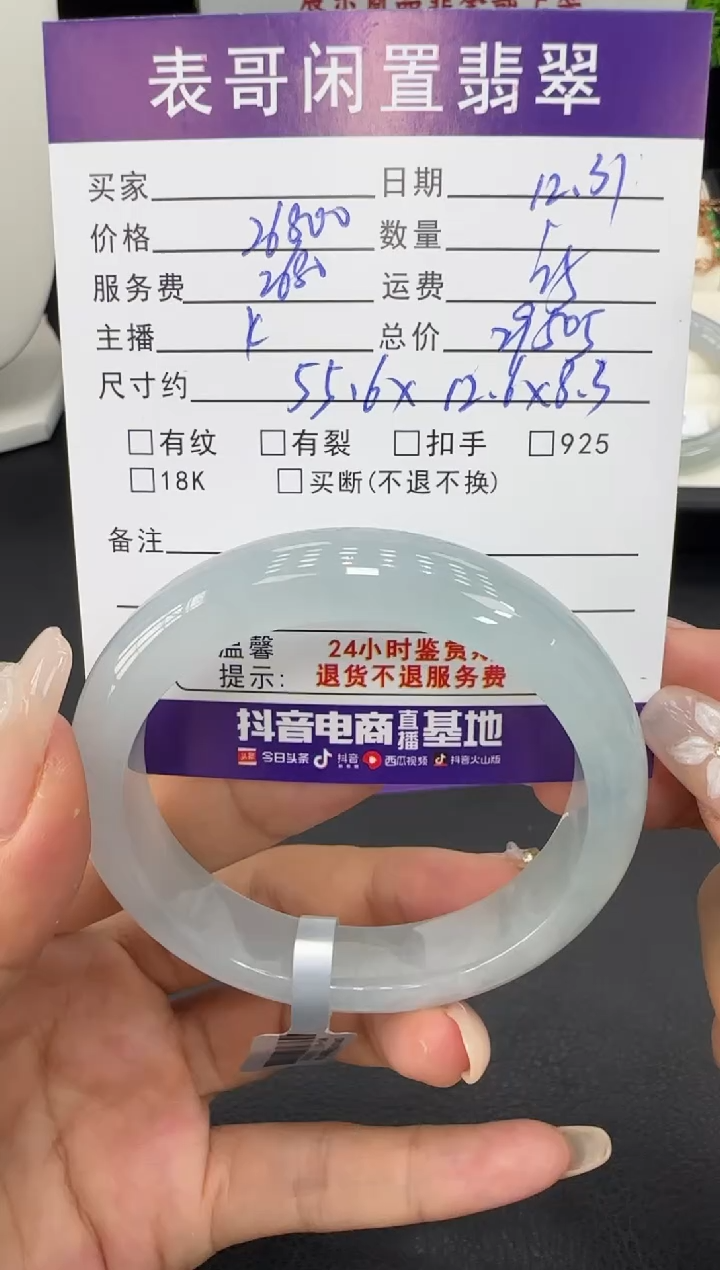 表哥闲置翡翠
买家 日期 12.31
价格 26800 数量 1
服务费 2680 运费 25
主播 K 总价 29505
尺寸约 55.6x 12.6x8.3
□有纹 □有裂 □扣手 □925
□18K □买断(不退不换)
备注
温馨 24小时鉴赏
提示: 退货不退服务费
抖音电商直播基地
头条 今日头条 抖音 西瓜视频 抖音火山版